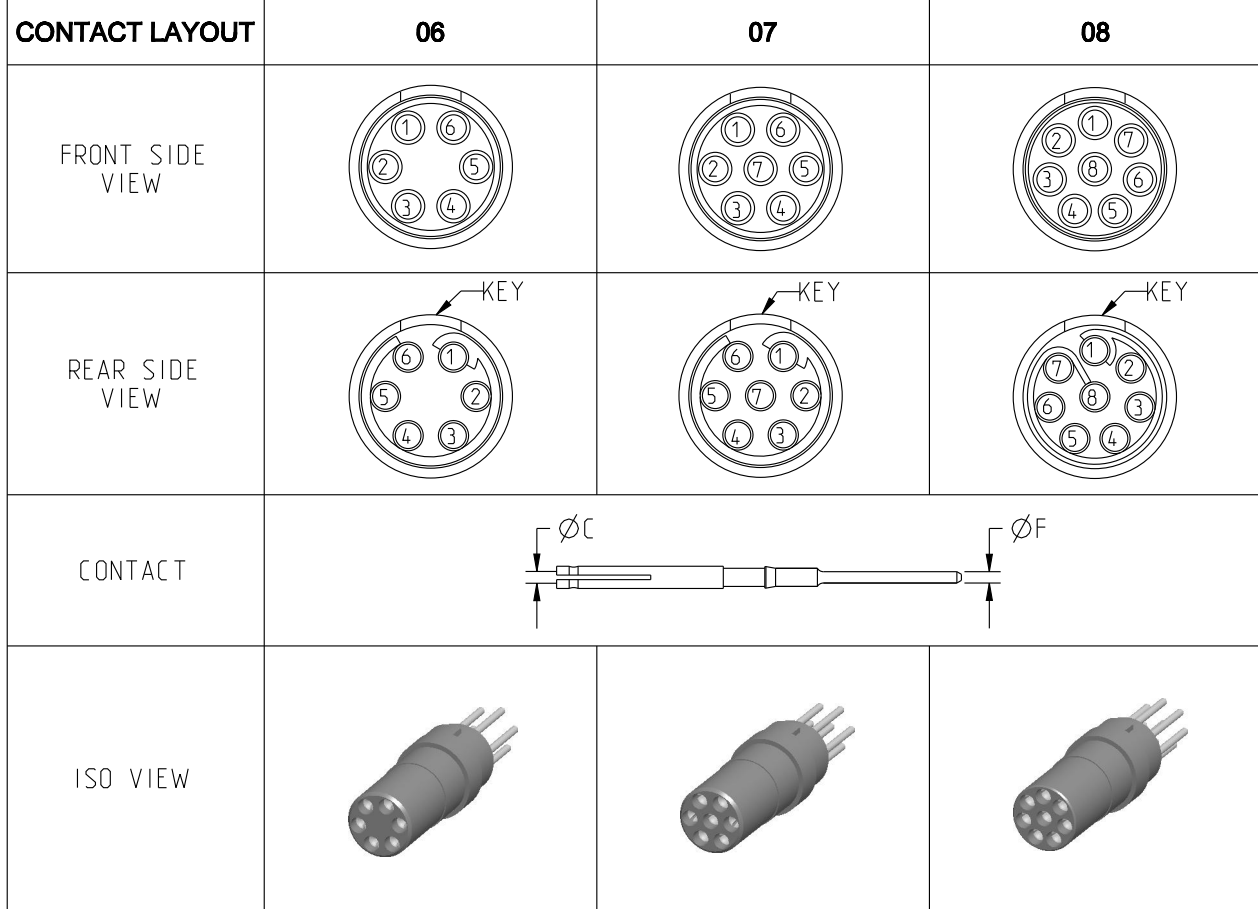 CONTACT LAYOUT 06 07 08
FRONT SIDE
VIEW
1 6
2 5
3 4
1 6
2 7 5
3 4
1
2 7
3 8 6
4 5
REAR SIDE
VIEW
KEY
6 1
5 2
4 3
KEY
6 1
5 7 2
4 3
KEY
1
7 2
6 8 3
5 4
CONTACT
ØC
ØF
ISO VIEW